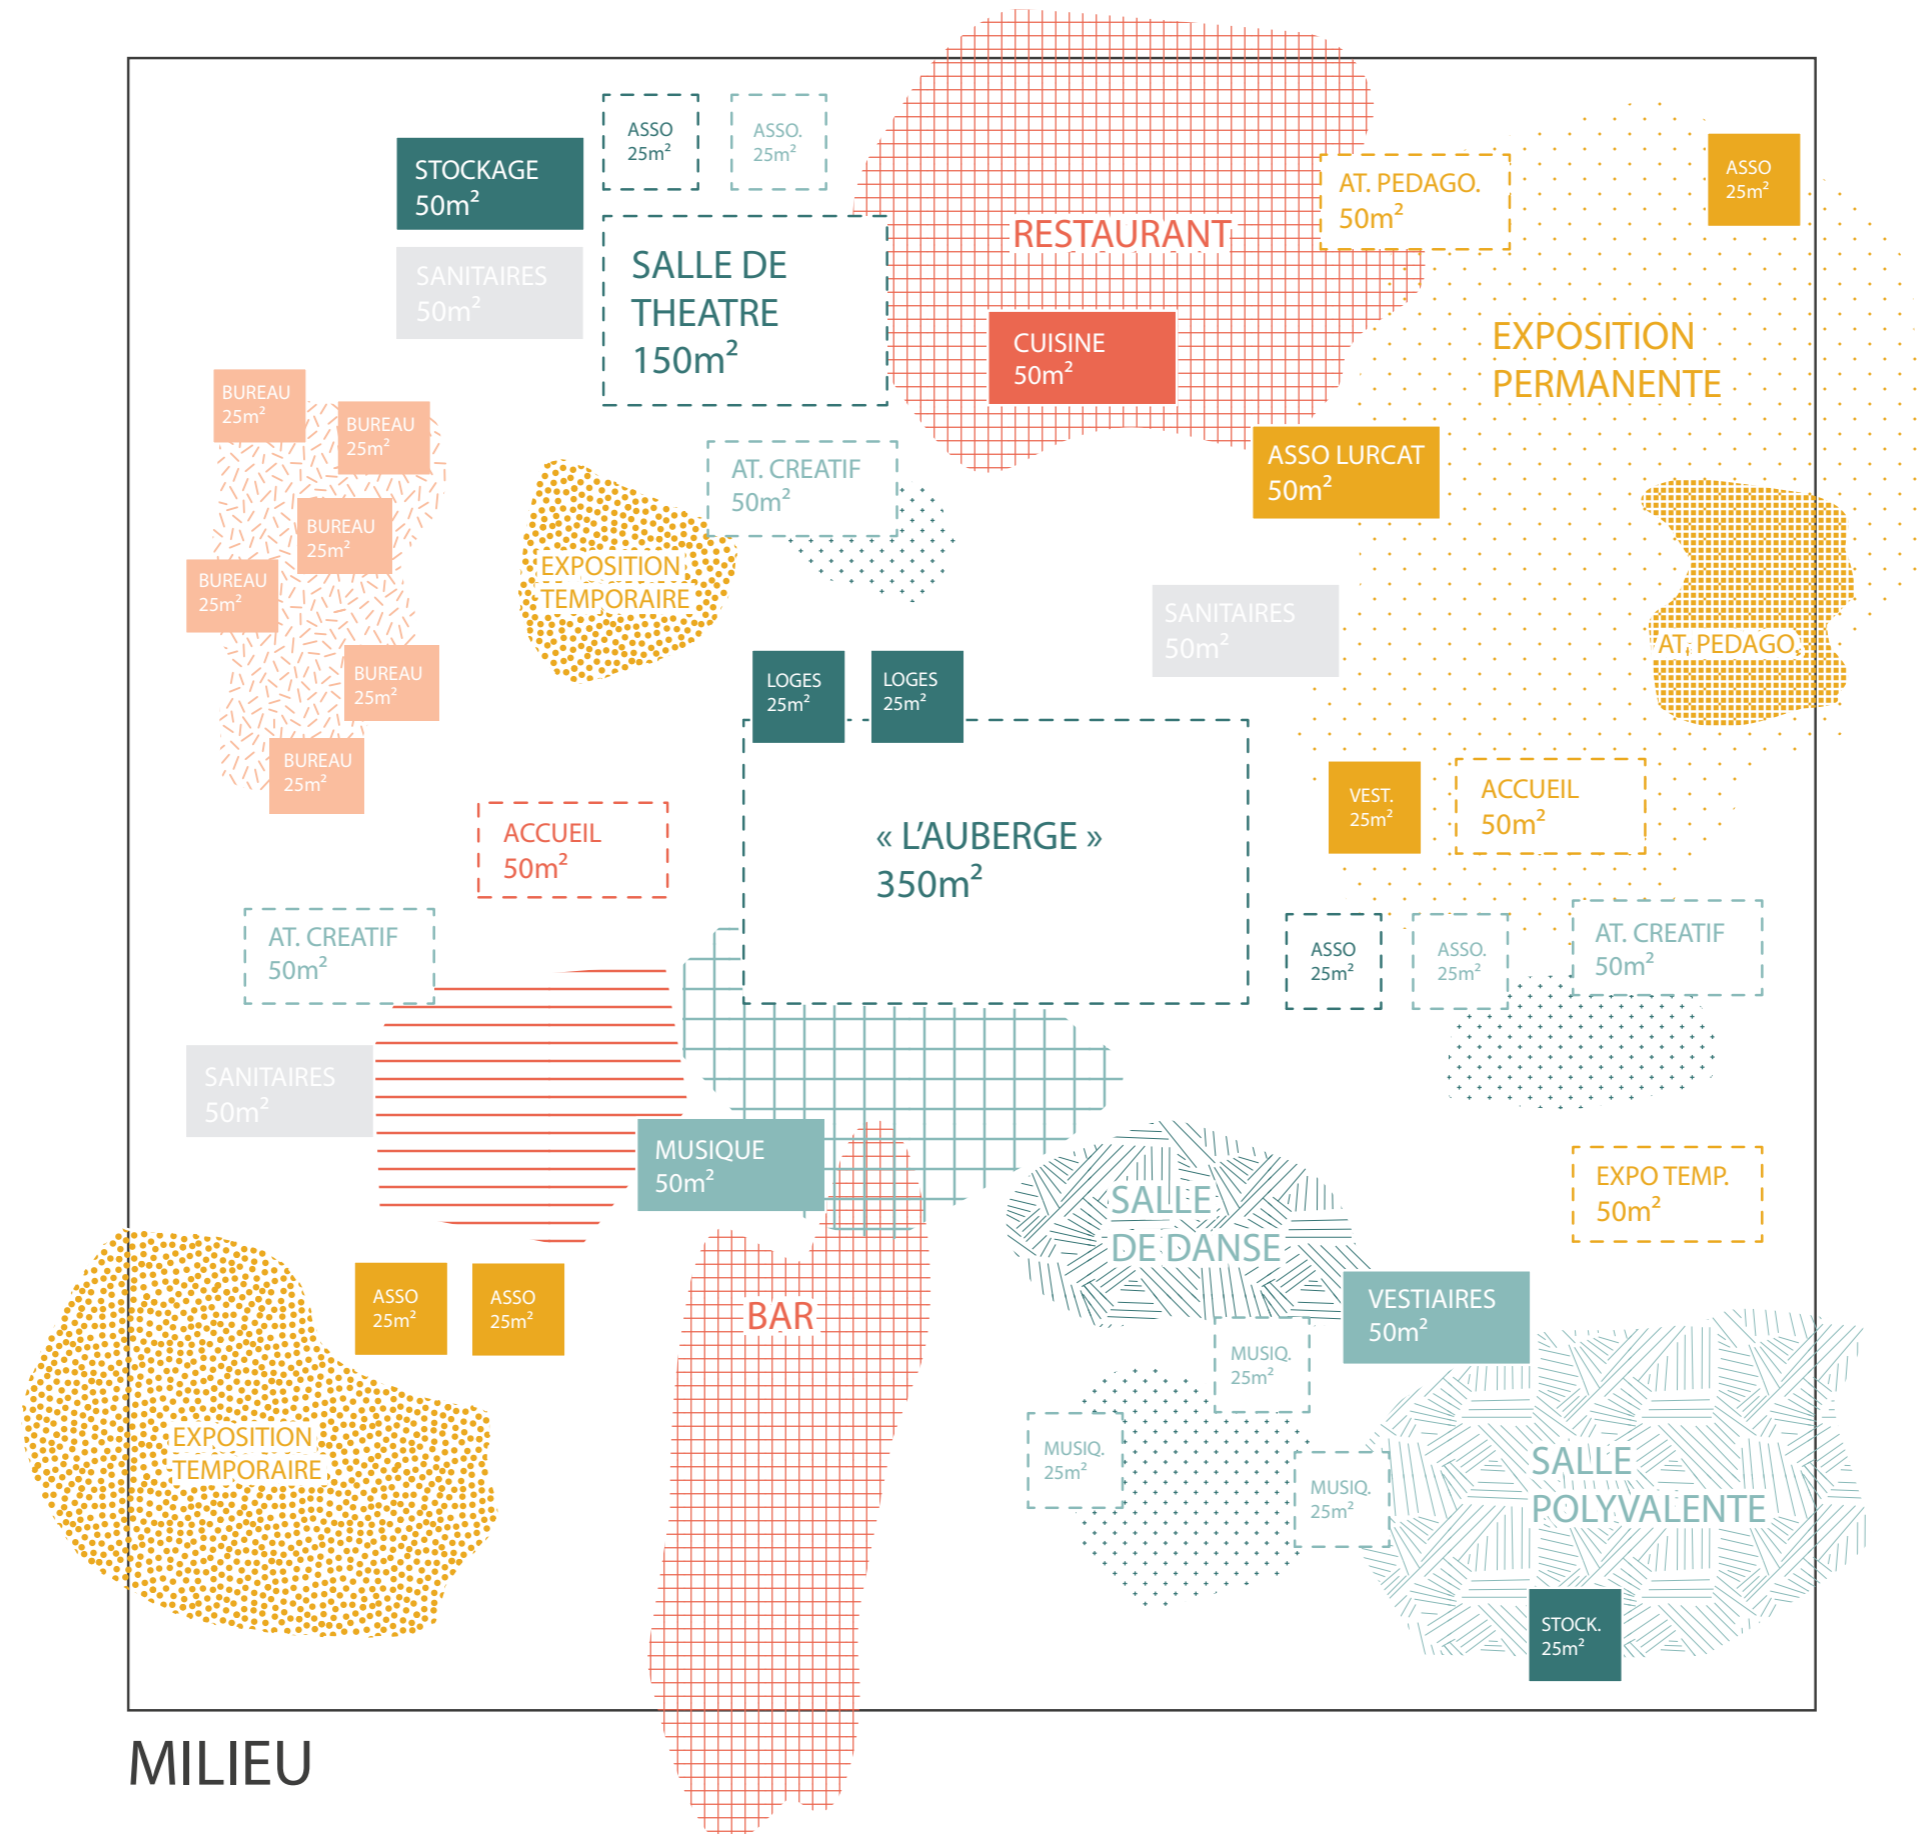 ASSO
25m²
ASSO.
25m²
STOCKAGE
50m²
AT. PEDAGO.
50m²
ASSO
25m²
RESTAURANT
SANITAIRES
50m²
SALLE DE
THEATRE
150m²
CUISINE
50m²
EXPOSITION
PERMANENTE
BUREAU
25m²
BUREAU
25m²
AT. CREATIF
50m²
ASSO LURCAT
50m²
BUREAU
25m²
EXPOSITION
TEMPORAIRE
BUREAU
25m²
SANITAIRES
50m²
AT. PEDAGO.
BUREAU
25m²
LOGES
25m²
LOGES
25m²
BUREAU
25m²
ACCUEIL
50m²
« L'AUBERGE »
350m²
VEST.
25m²
ACCUEIL
50m²
AT. CREATIF
50m²
ASSO
25m²
ASSO.
25m²
AT. CREATIF
50m²
SANITAIRES
50m²
MUSIQUE
50m²
SALLE
DE DANSE
EXPO TEMP.
50m²
ASSO
25m²
ASSO
25m²
BAR
VESTIAIRES
50m²
MUSIQ.
25m²
EXPOSITION
TEMPORAIRE
MUSIQ.
25m²
MUSIQ.
25m²
SALLE
POLYVALENTE
STOCK.
25m²
MILIEU